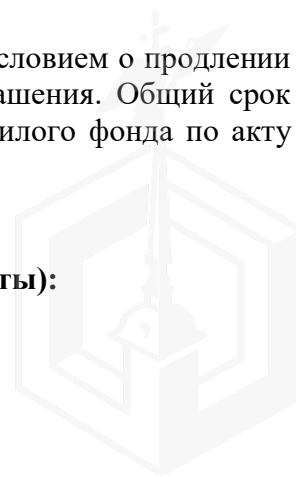 словием о продлении
ашения. Общий срок
илого фонда по акту
ты):